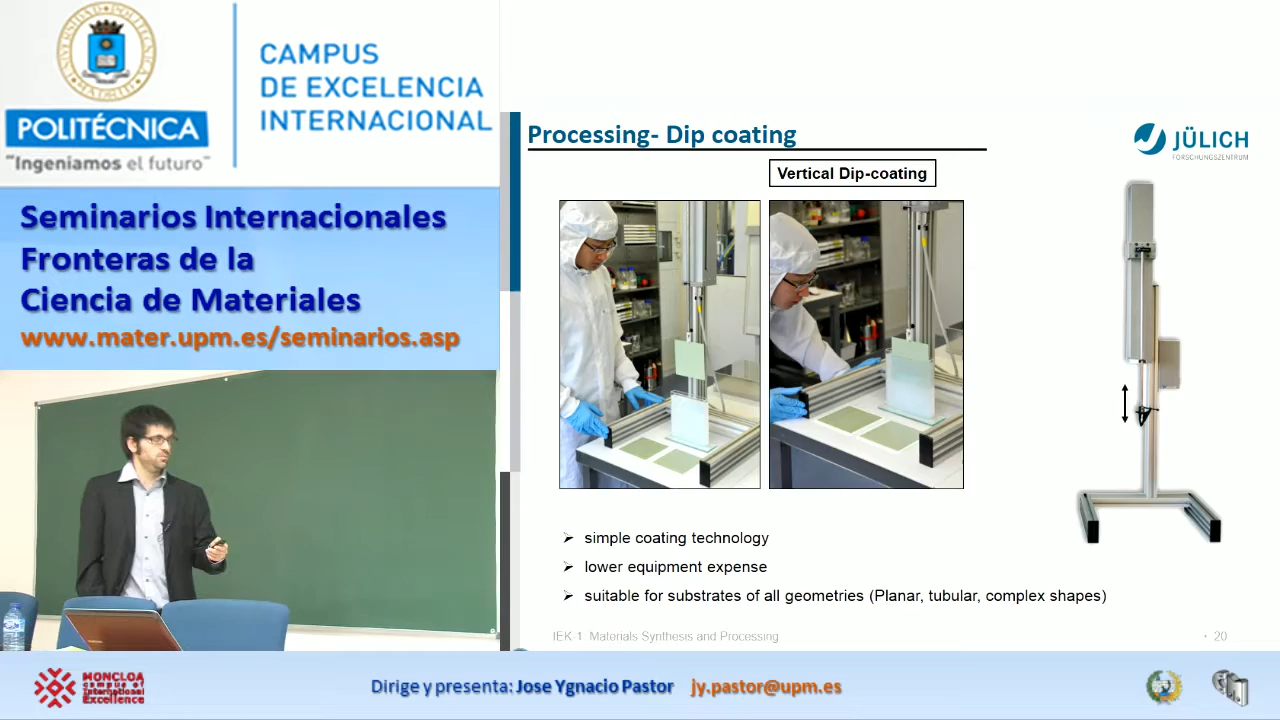 UNIVERSIDAD POLITÉCNICA
MADRID
POLITÉCNICA
"Ingeniamos el futuro"
CAMPUS
DE EXCELENCIA
INTERNACIONAL
Seminarios Internacionales
Fronteras de la
Ciencia de Materiales
www.mater.upm.es/seminarios.asp
Processing- Dip coating
JÜLICH
FORSCHUNGSZENTRUM
Vertical Dip-coating
➢ simple coating technology
➢ lower equipment expense
➢ suitable for substrates of all geometries (Planar, tubular, complex shapes)
IEK-1 Materials Synthesis and Processing
• 20
MONCLOA
campus of
International
Excellence
Dirige y presenta: Jose Ygnacio Pastor jy.pastor@upm.es